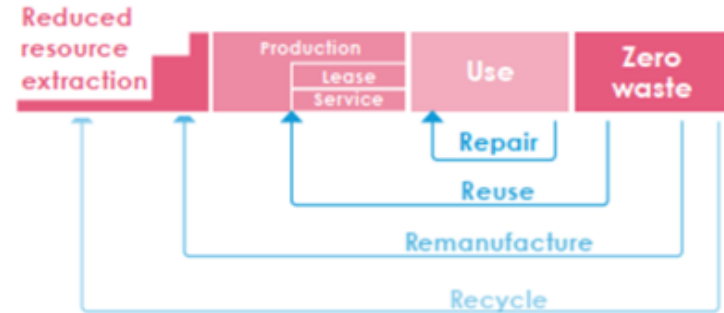 Reduced
resource
extraction
Production
Lease
Service
Use
Zero
waste
Repair
Reuse
Remanufacture
Recycle